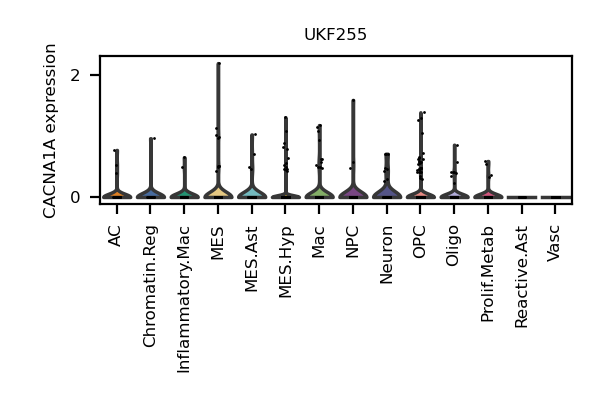 UKF255
CACNA1A expression
2
0
AC
Chromatin.Reg
Inflammatory.Mac
MES
MES.Ast
MES.Hyp
Mac
NPC
Neuron
OPC
Oligo
Prolif.Metab
Reactive.Ast
Vasc